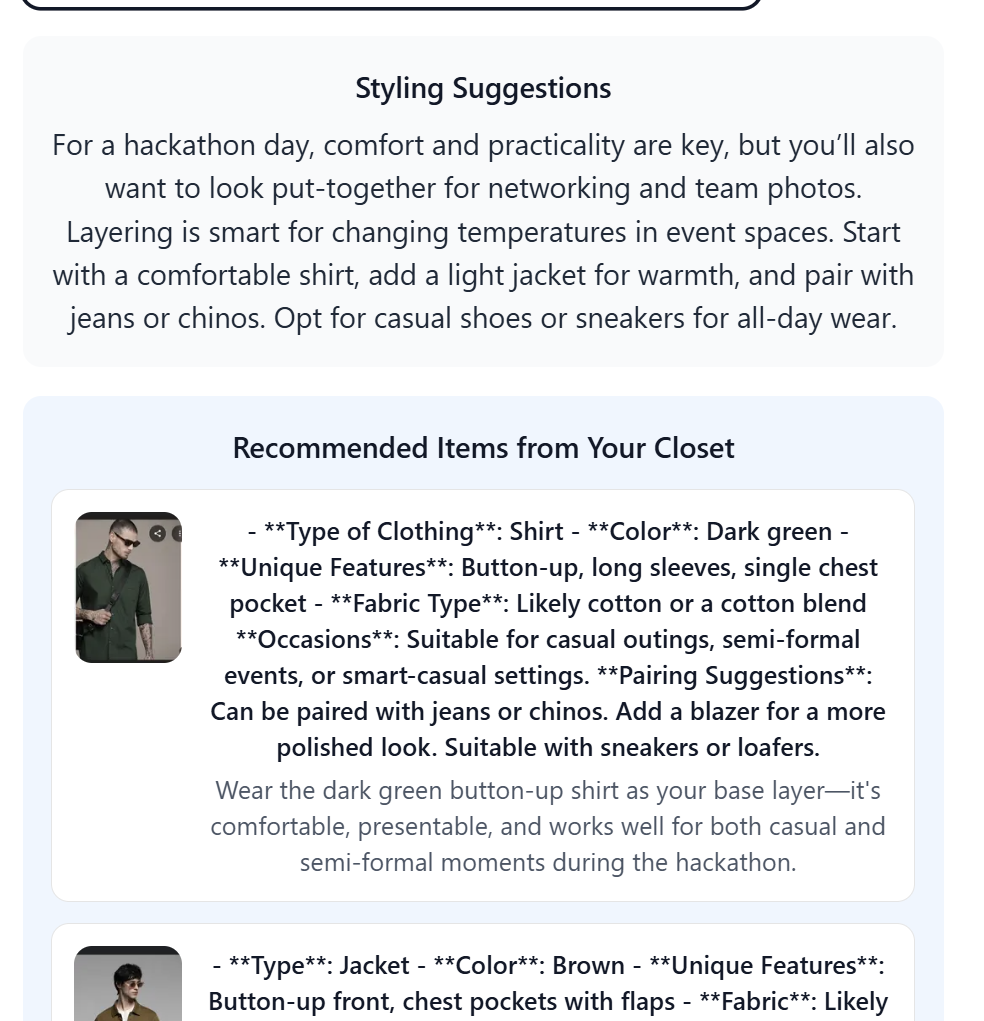 Styling Suggestions
For a hackathon day, comfort and practicality are key, but you’ll also
want to look put-together for networking and team photos.
Layering is smart for changing temperatures in event spaces. Start
with a comfortable shirt, add a light jacket for warmth, and pair with
jeans or chinos. Opt for casual shoes or sneakers for all-day wear.
Recommended Items from Your Closet
- **Type of Clothing**: Shirt - **Color**: Dark green -
**Unique Features**: Button-up, long sleeves, single chest
pocket - **Fabric Type**: Likely cotton or a cotton blend
**Occasions**: Suitable for casual outings, semi-formal
events, or smart-casual settings. **Pairing Suggestions**:
Can be paired with jeans or chinos. Add a blazer for a more
polished look. Suitable with sneakers or loafers.
Wear the dark green button-up shirt as your base layer—it's
comfortable, presentable, and works well for both casual and
semi-formal moments during the hackathon.
- **Type**: Jacket - **Color**: Brown - **Unique Features**:
Button-up front, chest pockets with flaps - **Fabric**: Likely